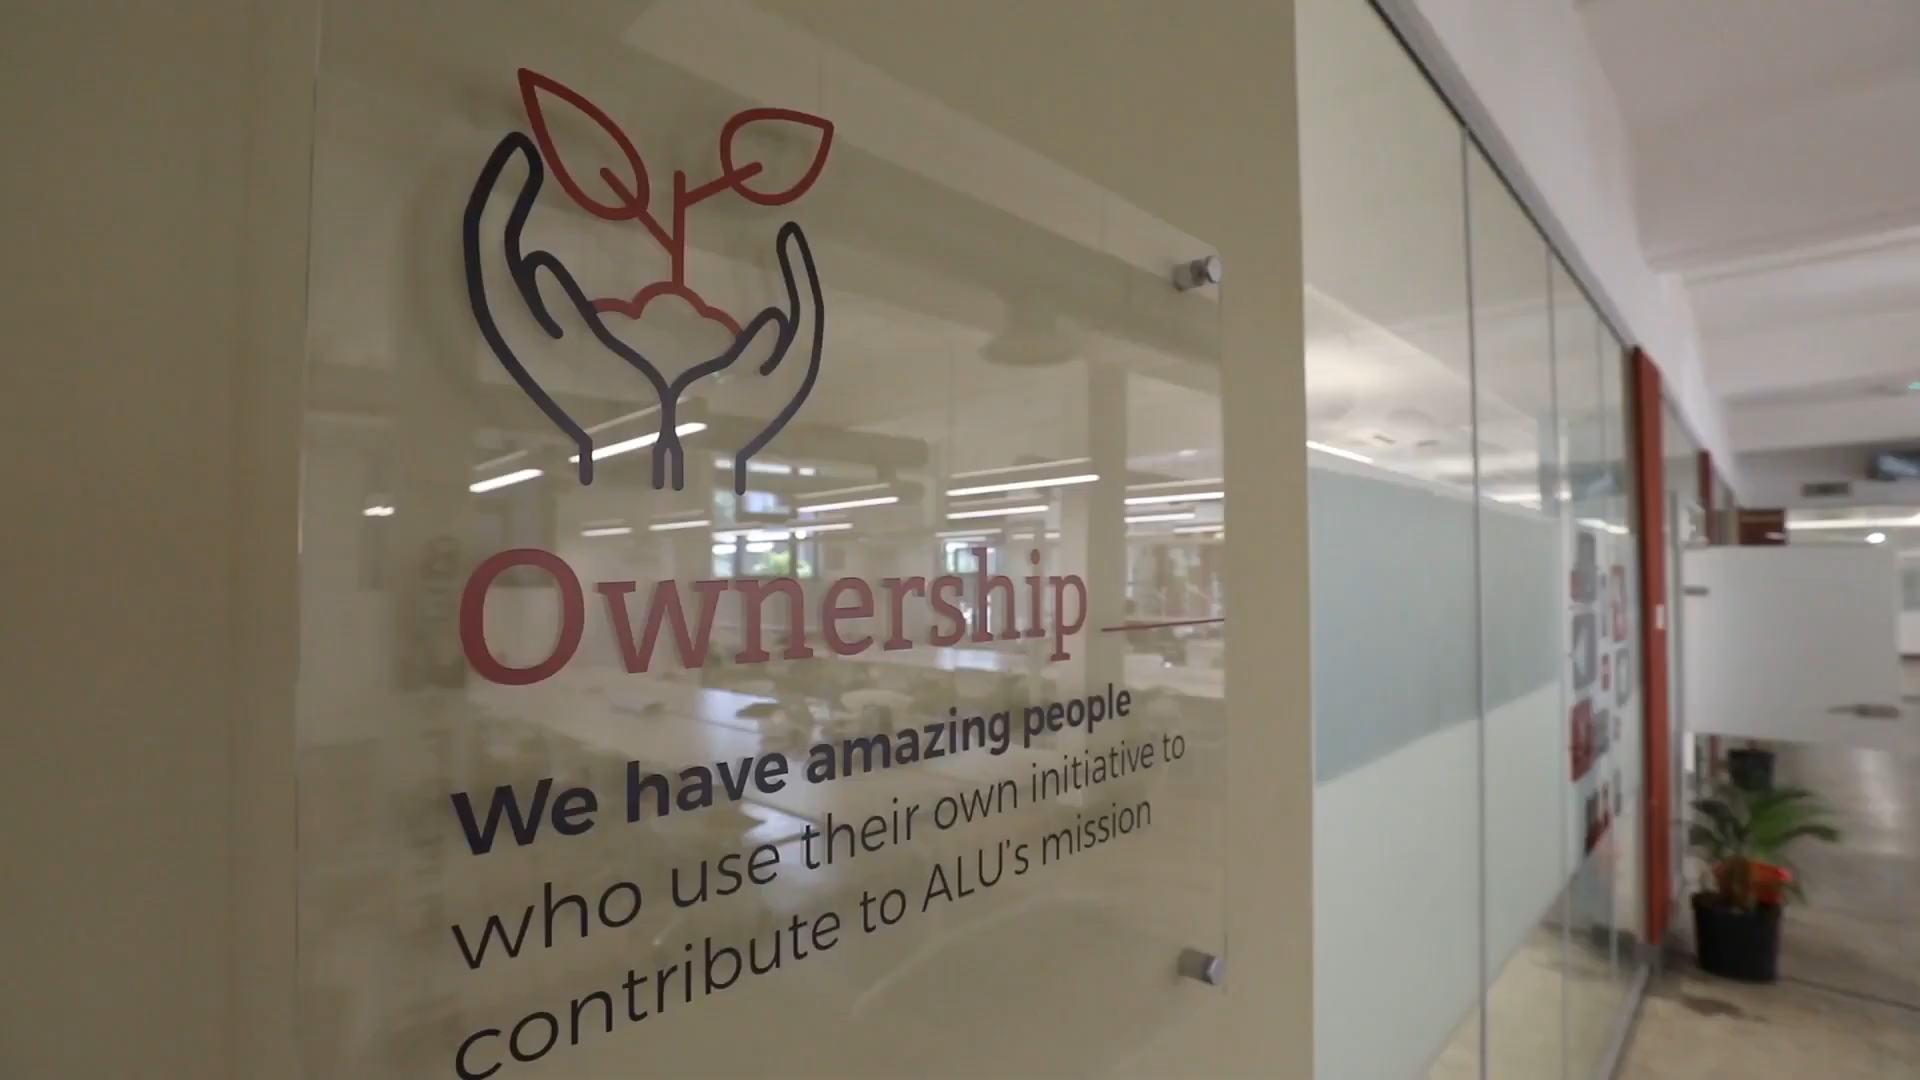 Ownership
We have amazing people
who use their own initiative to
contribute to ALU's mission